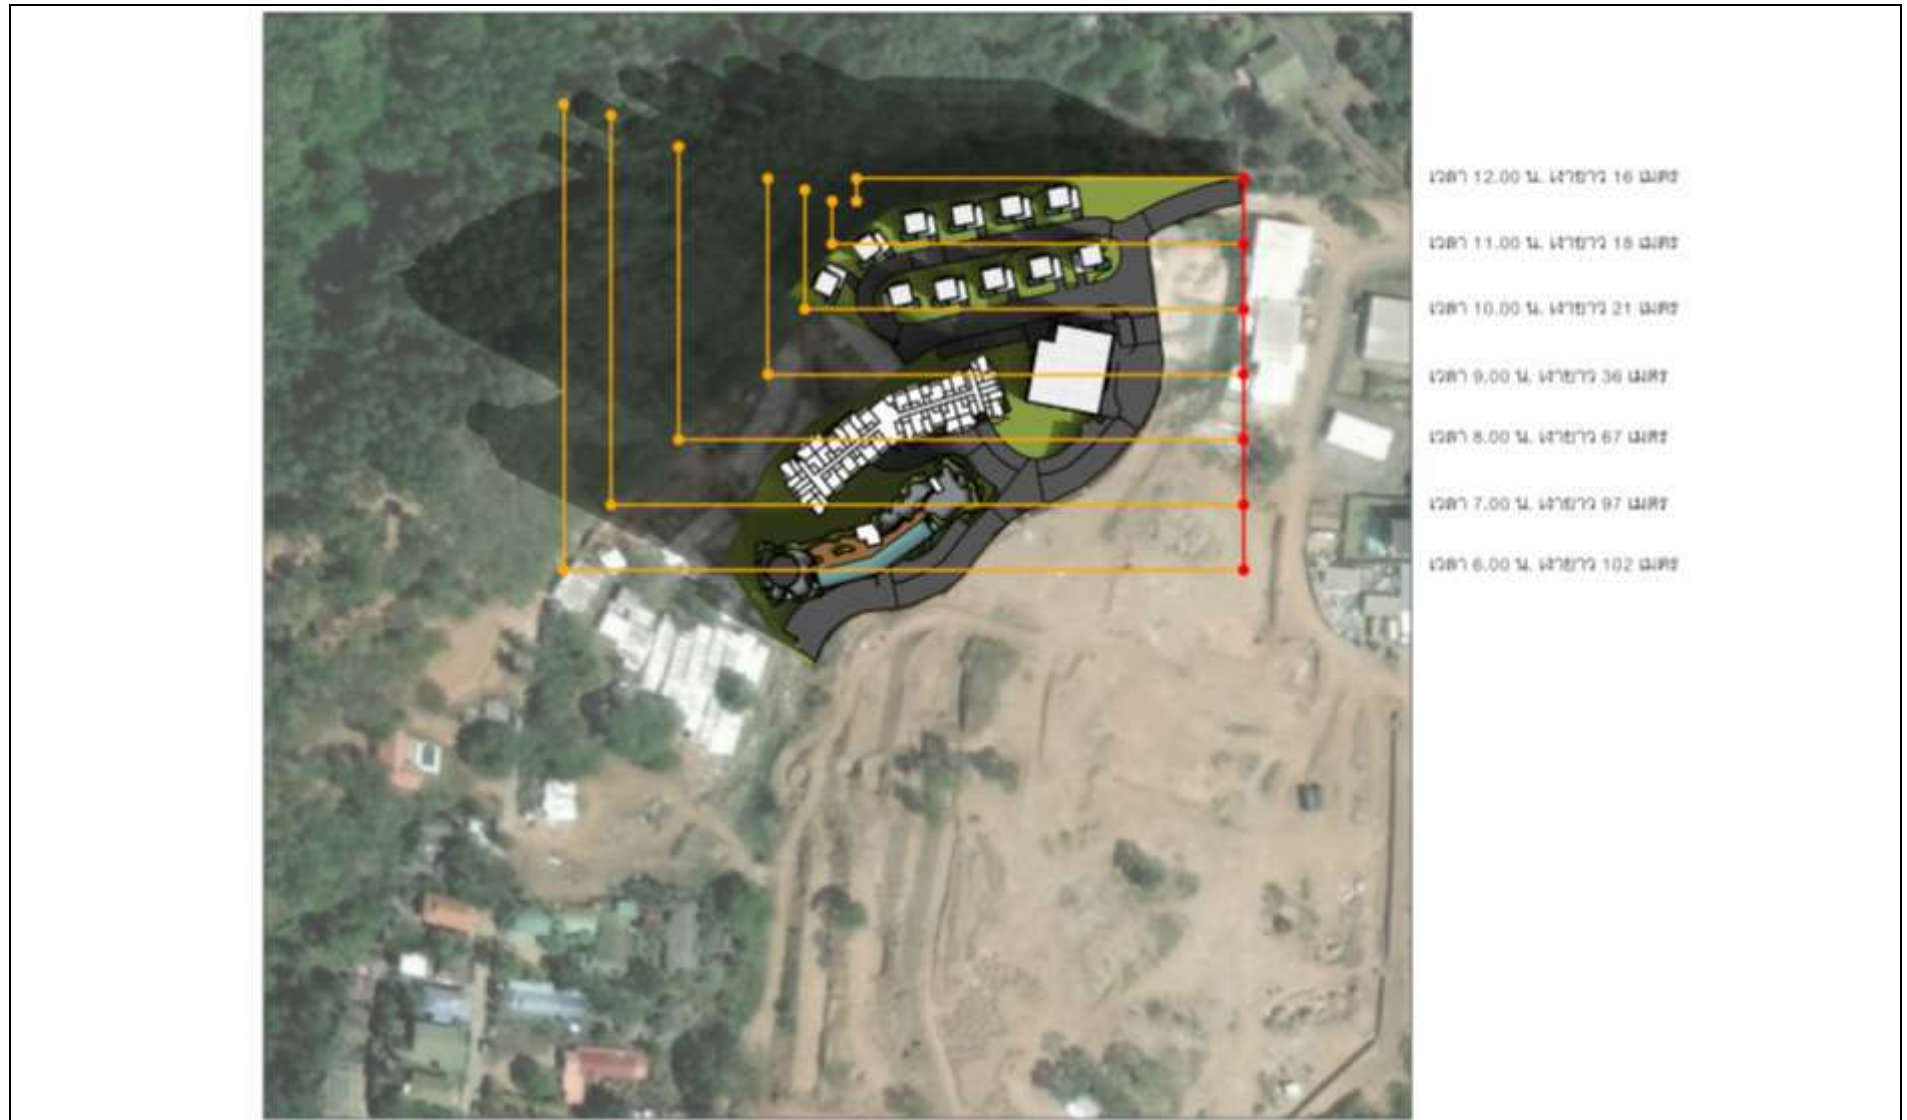 เวลา 12.00 น. เงายาว 16 เมตร
เวลา 11.00 น. เงายาว 18 เมตร
เวลา 10.00 น. เงายาว 21 เมตร
เวลา 9.00 น. เงายาว 36 เมตร
เวลา 8.00 น. เงายาว 67 เมตร
เวลา 7.00 น. เงายาว 97 เมตร
เวลา 6.00 น. เงายาว 102 เมตร